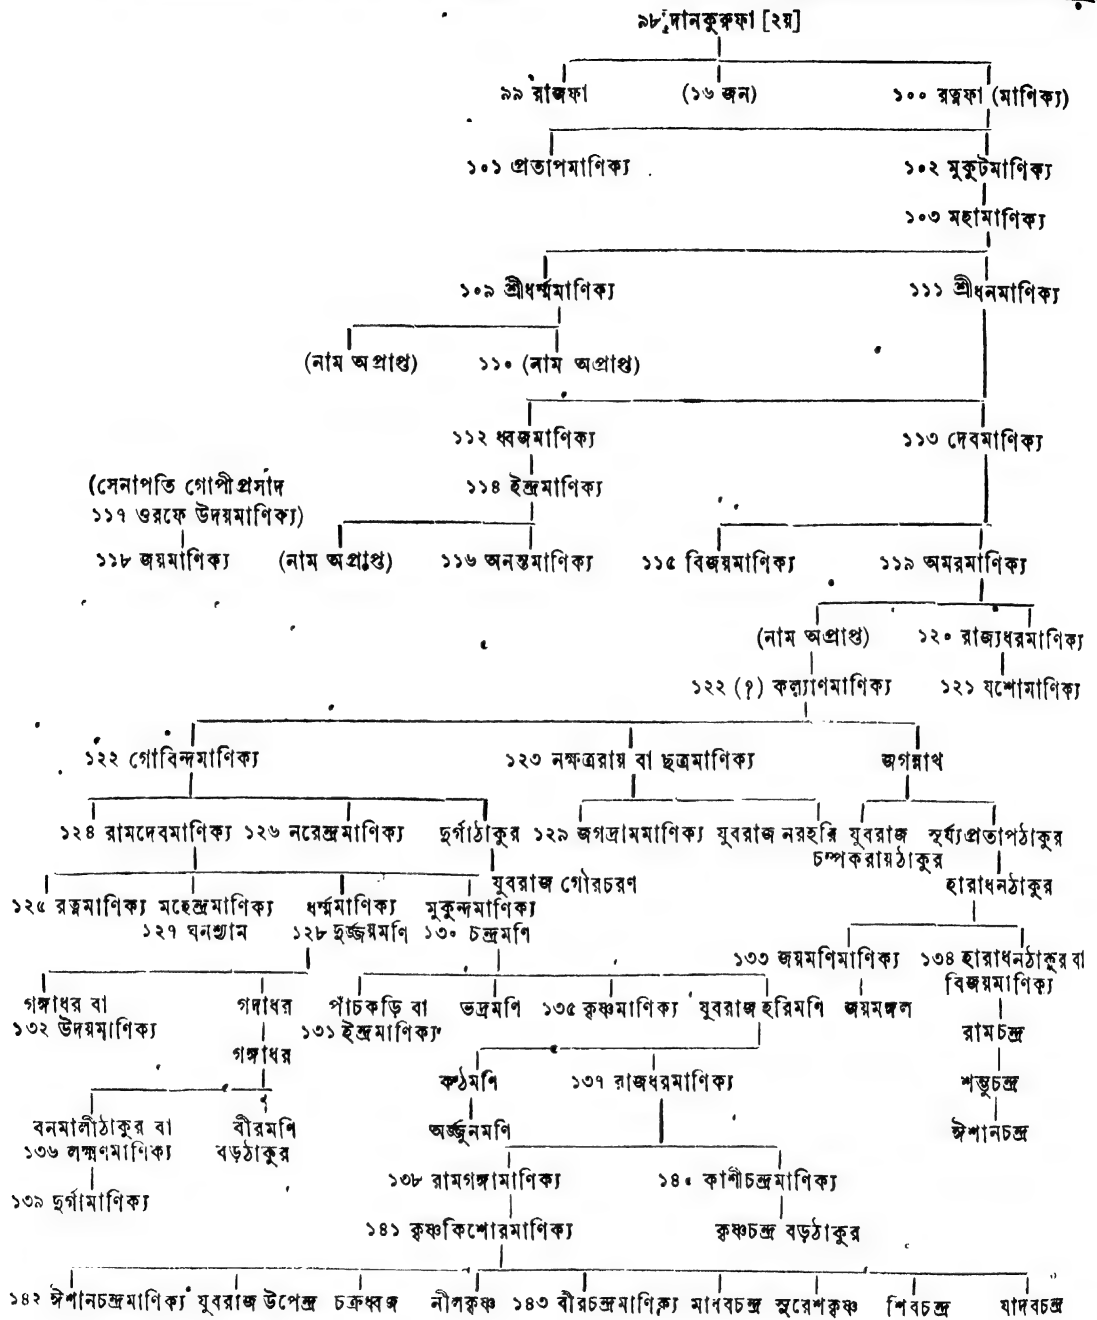 ৯৮ দানকুরুফা [২য়]
৯৯ রাজফা (১৬ জন) ১০০ রত্নফা (মাণিক্য)
১০১ প্রতাপমাণিক্য ১০২ মুকুটমাণিক্য
১০৩ মহামাণিক্য
১০৯ শ্রীধর্ম্মমাণিক্য ১১১ শ্রীধনমাণিক্য
(নাম অপ্রাপ্ত) ১১০ (নাম অপ্রাপ্ত)
১১২ ধ্বজমাণিক্য ১১৩ দেবমাণিক্য
(সেনাপতি গোপীপ্রসাদ ১১৪ ইন্দ্রমাণিক্য
১১৭ ওরফে উদয়মাণিক্য)
১১৮ জয়মাণিক্য (নাম অপ্রাপ্ত) ১১৬ অনন্তমাণিক্য ১১৫ বিজয়মাণিক্য ১১৯ অমরমাণিক্য
(নাম অপ্রাপ্ত) ১২০ রাজ্যধরমাণিক্য
১২২ (?) কল্যাণমাণিক্য ১২১ যশোমাণিক্য
১২২ গোবিন্দমাণিক্য ১২৩ নক্ষত্ররায় বা ছত্রমাণিক্য জগন্নাথ
১২৪ রামদেবমাণিক্য ১২৬ নরেন্দ্রমাণিক্য দুর্গাঠাকুর ১২৯ জগদ্রামমাণিক্য যুবরাজ নরহরি যুবরাজ সূর্য্যপ্রতাপঠাকুর
চম্পকরায়ঠাকুর
যুবরাজ গৌরচরণ হারাধনঠাকুর
১২৫ রত্নমাণিক্য মহেন্দ্রমাণিক্য ধর্ম্মমাণিক্য মুকুন্দমাণিক্য
১২৭ ঘনশ্যাম ১২৮ দুর্জ্জয়মণি ১৩০ চন্দ্রমণি
১৩৩ জয়মণিমাণিক্য ১৩৪ হারাধনঠাকুর বা
বিজয়মাণিক্য
গঙ্গাধর বা গদাধর পাঁচকড়ি বা ভদ্রমণি ১৩৫ কৃষ্ণমাণিক্য যুবরাজ হরিমণি জয়মঙ্গল
১৩২ উদয়মাণিক্য ১৩১ ইন্দ্রমাণিক্য রামচন্দ্র
গঙ্গাধর
কণ্ঠমণি ১৩৭ রাজধরমাণিক্য শম্ভুচন্দ্র
বনমালীঠাকুর বা বীরমণি অর্জ্জুনমণি ঈশানচন্দ্র
১৩৬ লক্ষ্মণমাণিক্য বড়ঠাকুর
১৩৮ রামগঙ্গামাণিক্য ১৪০ কাশীচন্দ্রমাণিক্য
১৩৯ দুর্গামাণিক্য
১৪১ কৃষ্ণকিশোরমাণিক্য কৃষ্ণচন্দ্র বড়ঠাকুর
১৪২ ঈশানচন্দ্রমাণিক্য যুবরাজ উপেন্দ্র চক্রধ্বজ নীলকৃষ্ণ ১৪৩ বীরচন্দ্রমাণিক্য মাধবচন্দ্র সুরেশকৃষ্ণ শিবচন্দ্র যাদবচন্দ্র